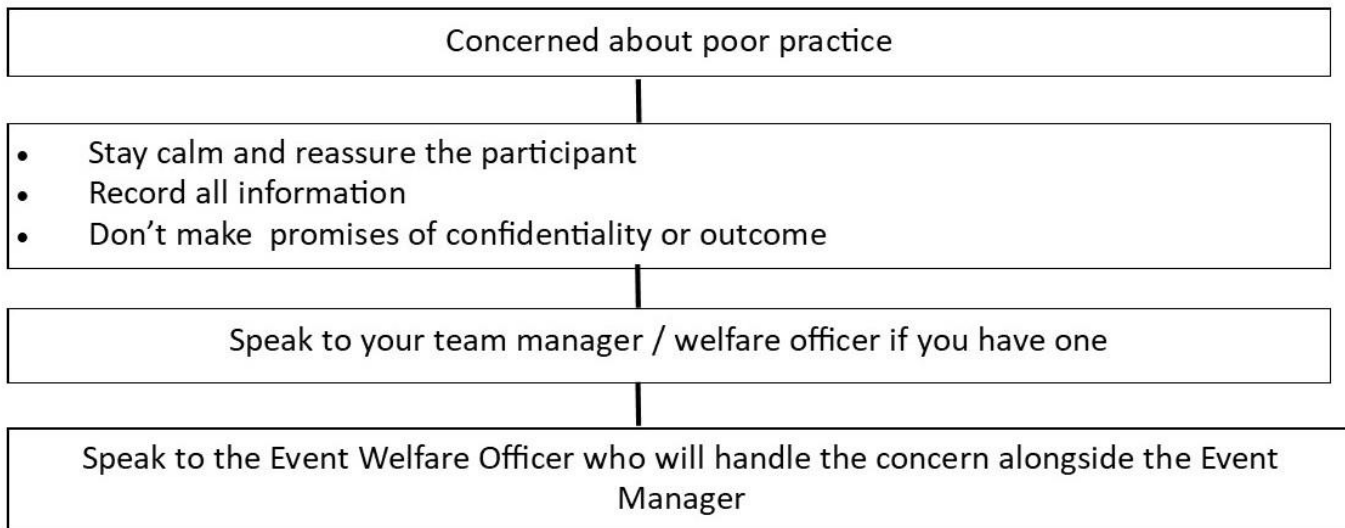 Concerned about poor practice
• Stay calm and reassure the participant
• Record all information
• Don’t make  promises of confidentiality or outcome
Speak to your team manager / welfare officer if you have one
Speak to the Event Welfare Officer who will handle the concern alongside the Event
Manager